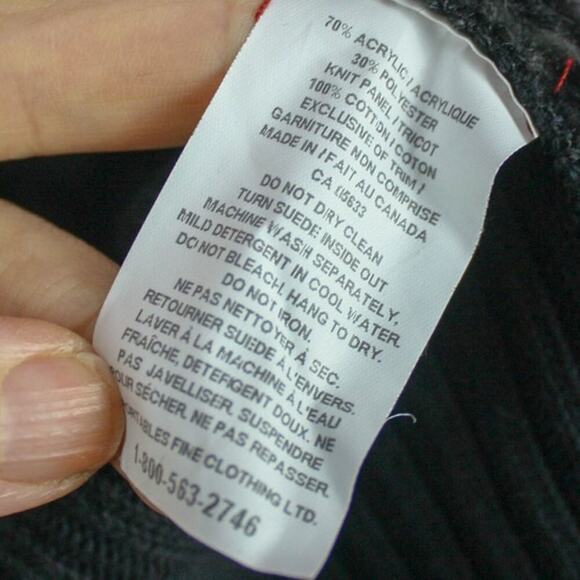 70% ACRYLIC / ACRYLIQUE
30% POLYESTER
KNIT PANEL / TRICOT
100% COTTON / COTON
EXCLUSIVE OF TRIM /
GARNITURE NON COMPRISE
MADE IN / FAIT AU CANADA
CA 05633
DO NOT DRY CLEAN
TURN SUEDE INSIDE OUT
MACHINE WASH SEPARATELY,
MILD DETERGENT IN COOL WATER.
DO NOT BLEACH, HANG TO DRY.
DO NOT IRON.
NE PAS NETTOYER À SEC.
RETOURNER SUEDE À L'ENVERS.
LAVER À LA MACHINE À L'EAU
FRAÎCHE, DETERGENT DOUX. NE
PAS JAVELLISER. SUSPENDRE
POUR SÉCHER. NE PAS REPASSER.
FINE CLOTHING LTD.
1-800-563-2746